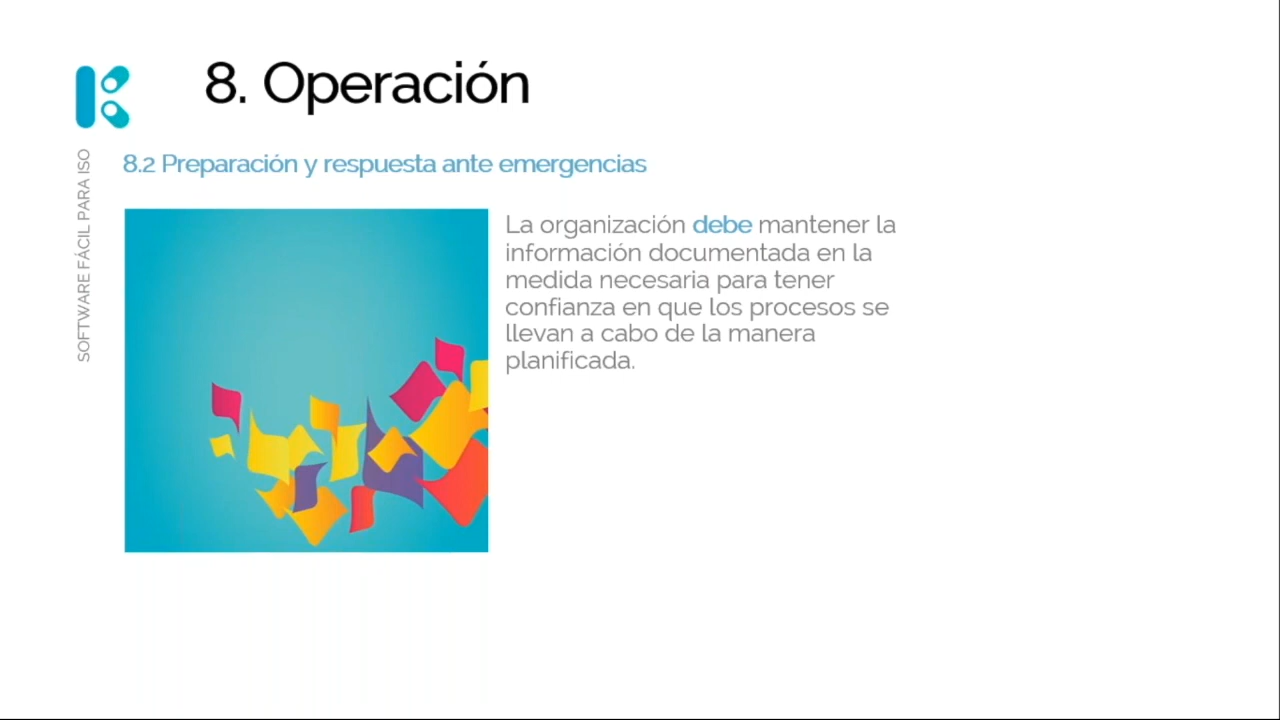 8. Operación
SOFTWARE FÁCIL PARA ISO
8.2 Preparación y respuesta ante emergencias
La organización debe mantener la
información documentada en la
medida necesaria para tener
confianza en que los procesos se
llevan a cabo de la manera
planificada.